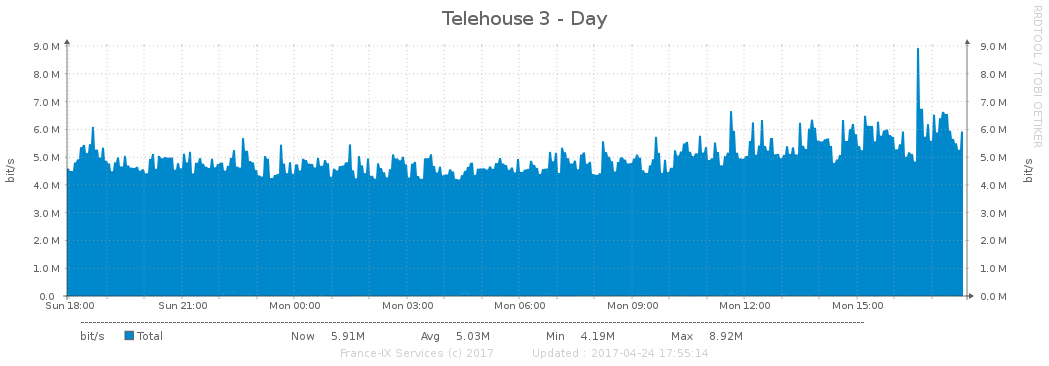 Telehouse 3 - Day
RRDTOOL / TOBI OETIKER
9.0 M 9.0 M
8.0 M 8.0 M
7.0 M 7.0 M
6.0 M 6.0 M
5.0 M 5.0 M
4.0 M 4.0 M
3.0 M 3.0 M
2.0 M 2.0 M
1.0 M 1.0 M
0.0 0.0 M
bit/s
bit/s
Sun 18:00 Sun 21:00 Mon 00:00 Mon 03:00 Mon 06:00 Mon 09:00 Mon 12:00 Mon 15:00
bit/s Total Now 5.91M Avg 5.03M Min 4.19M Max 8.92M
France-IX Services (c) 2017 Updated : 2017-04-24 17:55:14